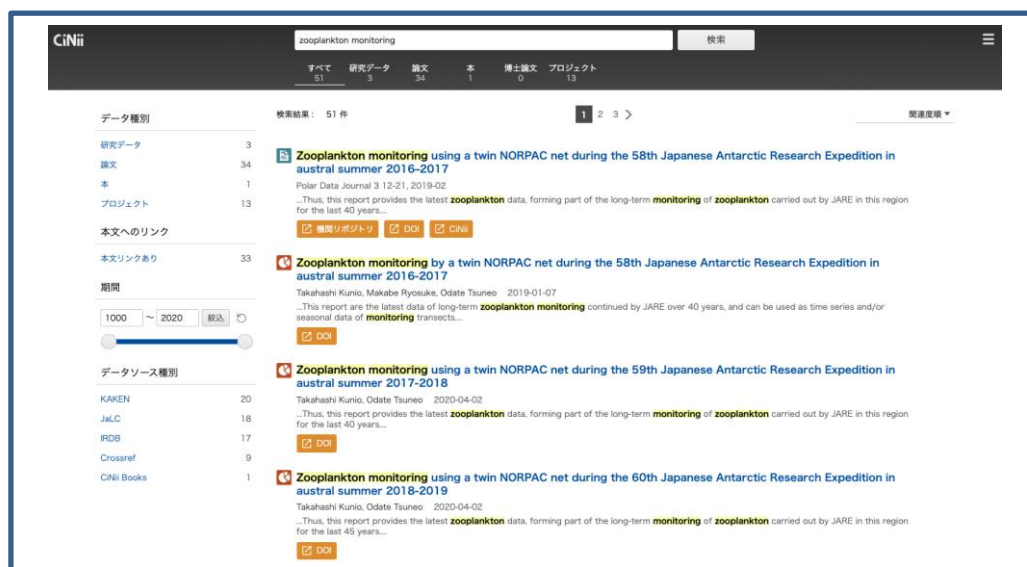 CiNii
zooplankton monitoring
検索
すべて 研究データ 論文 本 博士論文 プロジェクト
51 3 34 1 0 13
データ種別
研究データ 3
論文 34
本 1
プロジェクト 13
本文へのリンク
本文リンクあり 33
期間
1000 ~ 2020 絞込
データソース種別
KAKEN 20
JaLC 18
IRDB 17
Crossref 9
CiNii Books 1
検索結果： 51 件
1 2 3
関連度順
Zooplankton monitoring using a twin NORPAC net during the 58th Japanese Antarctic Research Expedition in
austral summer 2016–2017
Polar Data Journal 3 12-21, 2019-02
...Thus, this report provides the latest zooplankton data, forming part of the long-term monitoring of zooplankton carried out by JARE in this region
for the last 40 years....
機関リポジトリ DOI CiNii
Zooplankton monitoring by a twin NORPAC net during the 58th Japanese Antarctic Research Expedition in
austral summer 2016-2017
Takahashi Kunio, Makabe Ryosuke, Odate Tsuneo 2019-01-07
...This report are the latest data of long-term zooplankton monitoring continued by JARE over 40 years, and can be used as time series and/or
seasonal data of monitoring transects....
DOI
Zooplankton monitoring using a twin NORPAC net during the 59th Japanese Antarctic Research Expedition in
austral summer 2017-2018
Takahashi Kunio, Odate Tsuneo 2020-04-02
...Thus, this report provides the latest zooplankton data, forming part of the long-term monitoring of zooplankton carried out by JARE in this region
for the last 40 years....
DOI
Zooplankton monitoring using a twin NORPAC net during the 60th Japanese Antarctic Research Expedition in
austral summer 2018-2019
Takahashi Kunio, Odate Tsuneo 2020-04-02
...Thus, this report provides the latest zooplankton data, forming part of the long-term monitoring of zooplankton carried out by JARE in this region
for the last 45 years....
DOI